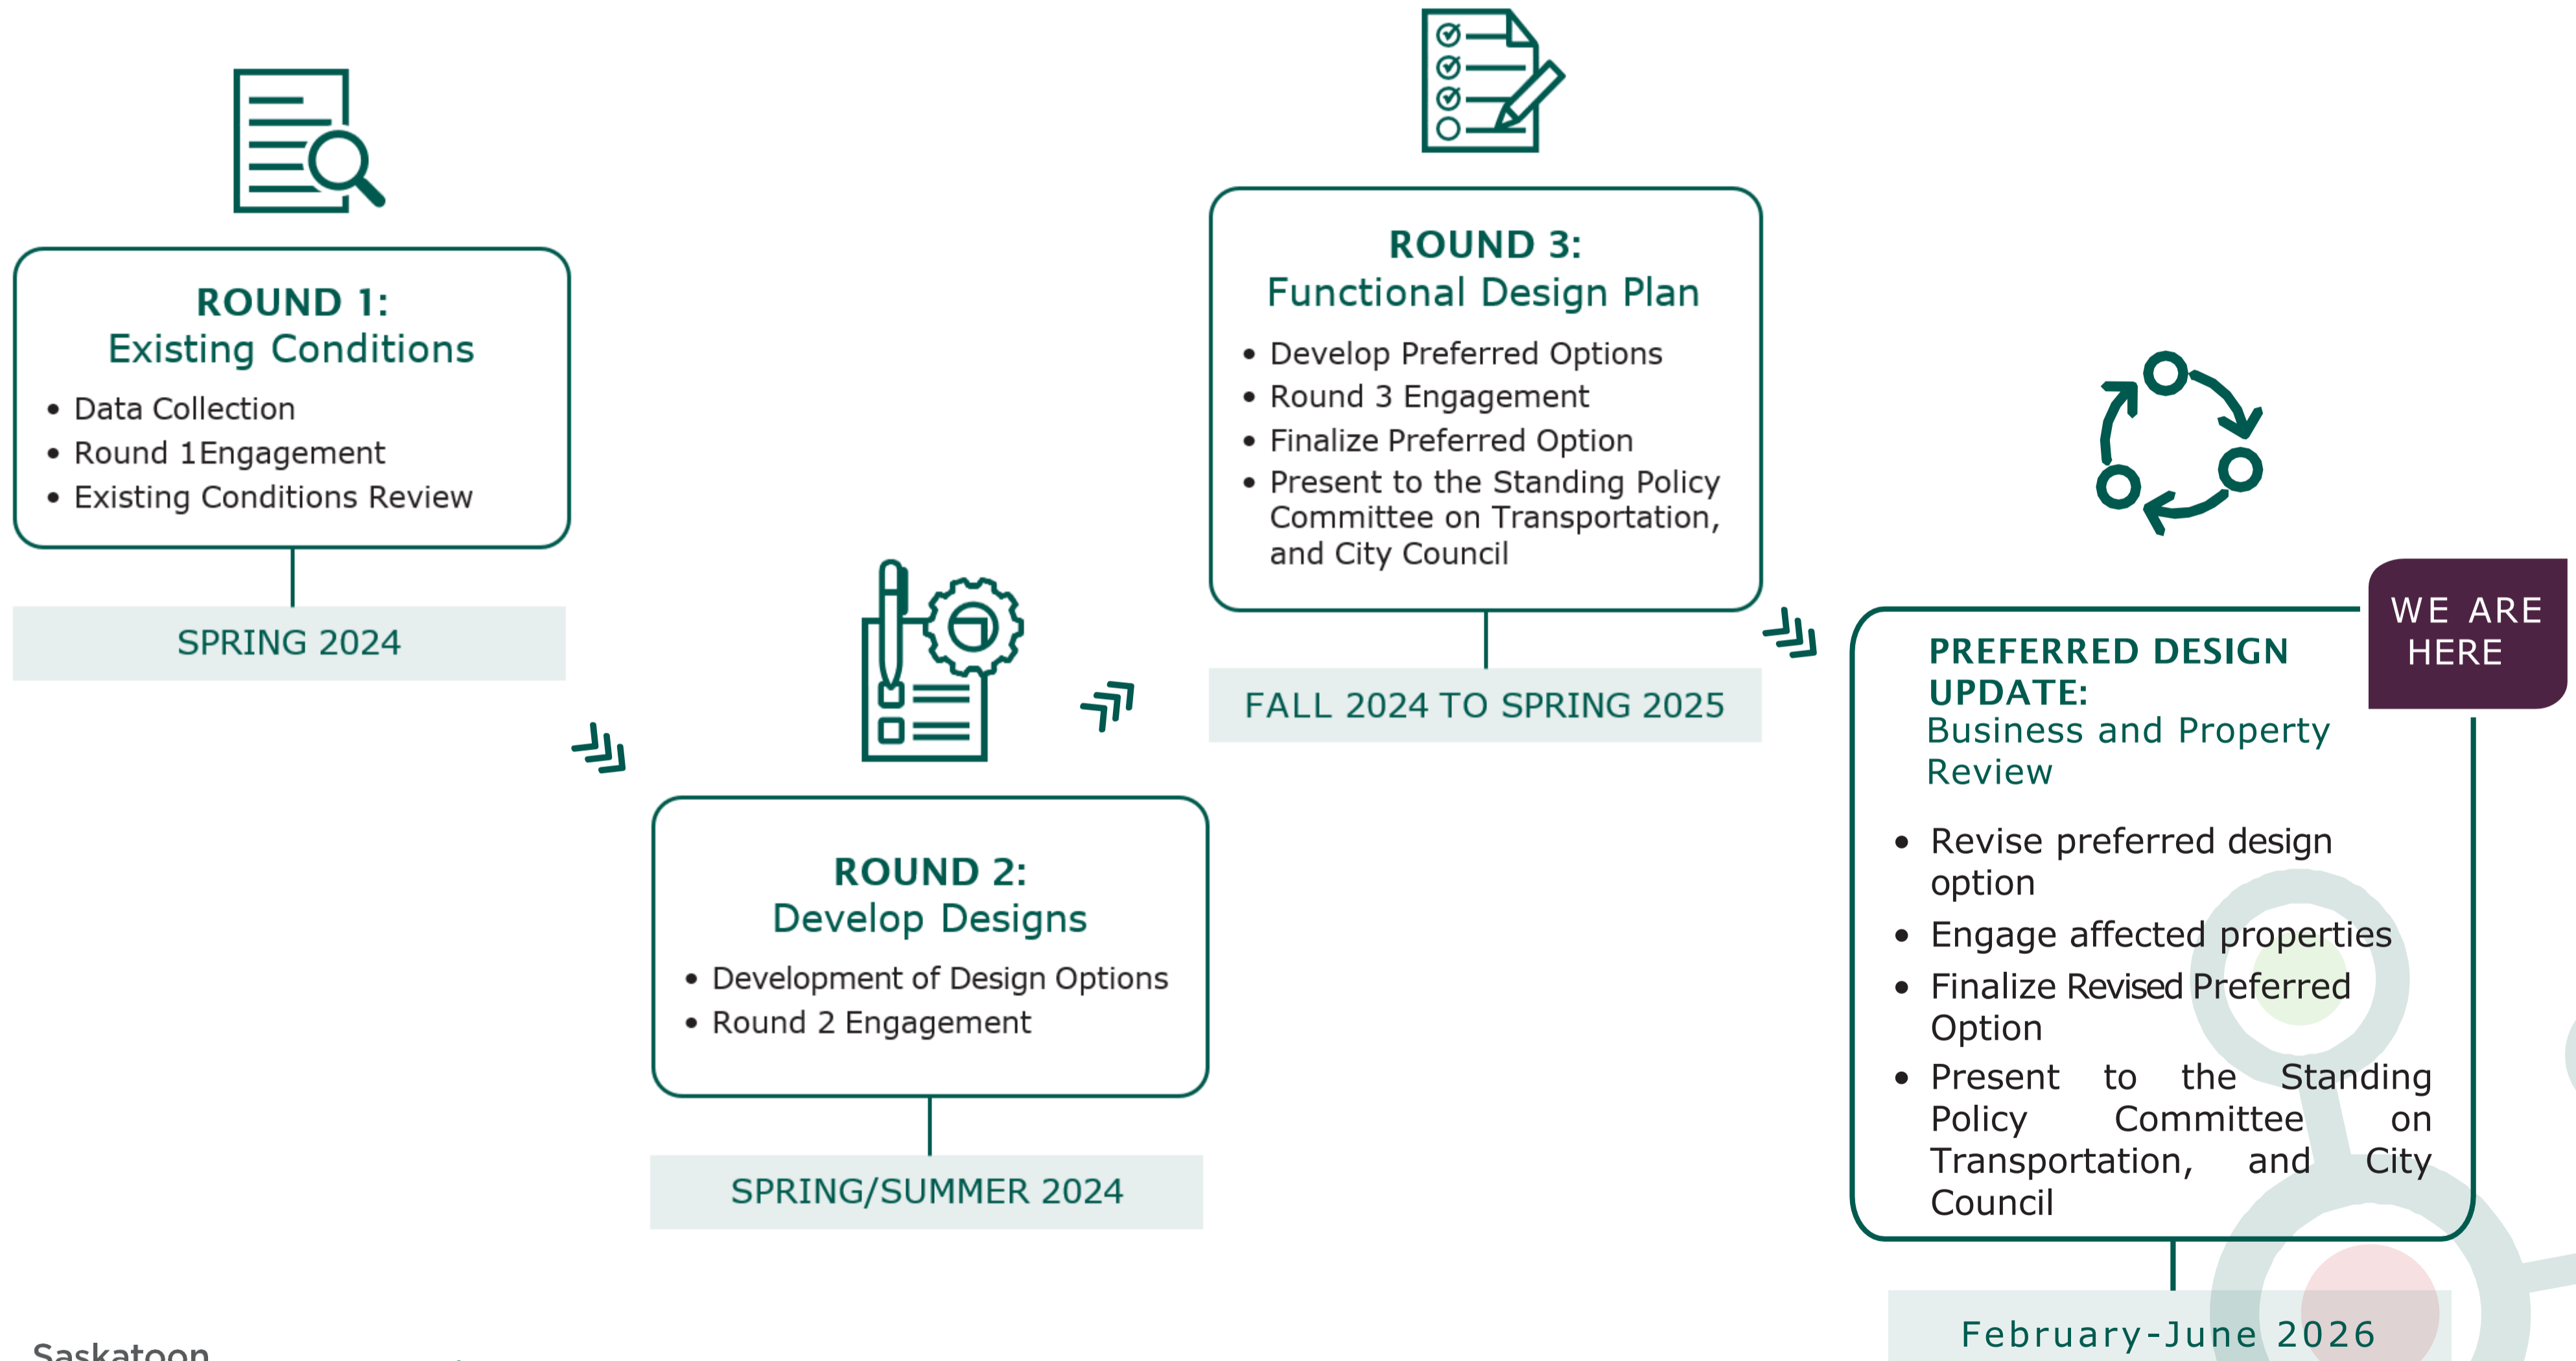 ROUND 1:
Existing Conditions
• Data Collection
• Round 1Engagement
• Existing Conditions Review
SPRING 2024
ROUND 2:
Develop Designs
• Development of Design Options
• Round 2 Engagement
SPRING/SUMMER 2024
ROUND 3:
Functional Design Plan
• Develop Preferred Options
• Round 3 Engagement
• Finalize Preferred Option
• Present to the Standing Policy
Committee on Transportation,
and City Council
FALL 2024 TO SPRING 2025
WE ARE
HERE
PREFERRED DESIGN
UPDATE:
Business and Property
Review
• Revise preferred design
option
• Engage affected properties
• Finalize Revised Preferred
Option
• Present to the Standing
Policy Committee on
Transportation, and City
Council
February-June 2026
Saskatoon